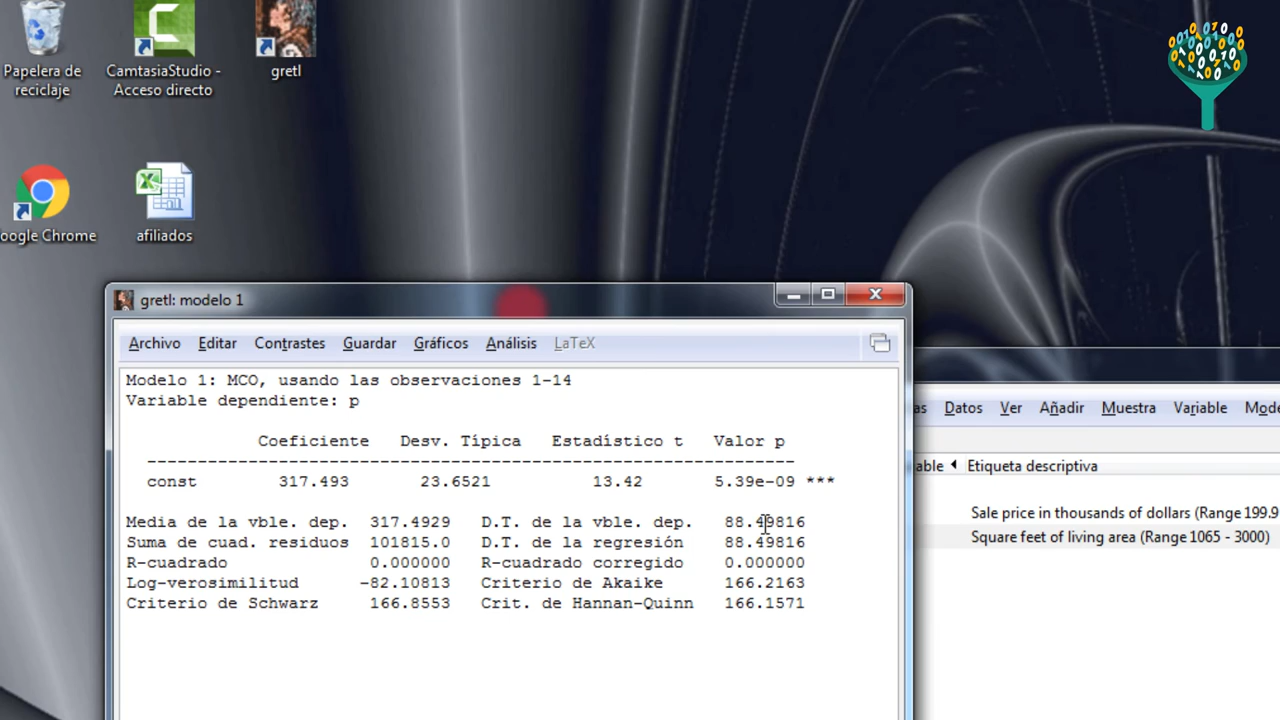 Papelera de
reciclaje
CamtasiaStudio -
Acceso directo
gretl
oogle Chrome
afiliados
gretl: modelo 1
Archivo Editar Contrastes Guardar Gráficos Análisis LaTeX
Modelo 1: MCO, usando las observaciones 1-14
Variable dependiente: p
Coeficiente Desv. Típica Estadístico t Valor p
const 317.493 23.6521 13.42 5.39e-09 ***
Media de la vble. dep. 317.4929 D.T. de la vble. dep. 88.49816
Suma de cuad. residuos 101815.0 D.T. de la regresión 88.49816
R-cuadrado 0.000000 R-cuadrado corregido 0.000000
Log-verosimilitud -82.10813 Criterio de Akaike 166.2163
Criterio de Schwarz 166.8553 Crit. de Hannan-Quinn 166.1571
as Datos Ver Añadir Muestra Variable Mode
able Etiqueta descriptiva
Sale price in thousands of dollars (Range 199.9
Square feet of living area (Range 1065 - 3000)